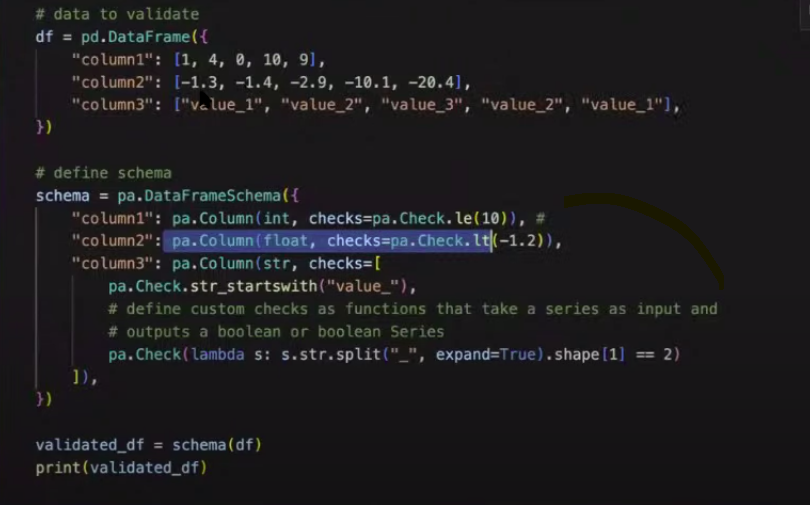 # data to validate
df = pd.DataFrame({
    "column1": [1, 4, 0, 10, 9],
    "column2": [-1.3, -1.4, -2.9, -10.1, -20.4],
    "column3": ["value_1", "value_2", "value_3", "value_2", "value_1"],
})
# define schema
schema = pa.DataFrameSchema({
    "column1": pa.Column(int, checks=pa.Check.le(10)), #
    "column2": pa.Column(float, checks=pa.Check.lt(-1.2)),
    "column3": pa.Column(str, checks=[
        pa.Check.str_startswith("value_"),
        # define custom checks as functions that take a series as input and
        # outputs a boolean or boolean Series
        pa.Check(lambda s: s.str.split("_", expand=True).shape[1] == 2)
    ]),
})
validated_df = schema(df)
print(validated_df)